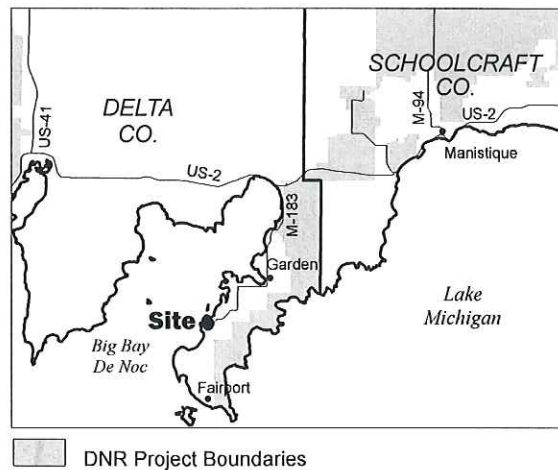 SCHOOLCRAFT
CO.
DELTA
CO.
US-41
M-94
US-2
Manistique
US-2
M-183
Garden
Lake
Michigan
Site
Big Bay
De Noc
Fairport
DNR Project Boundaries